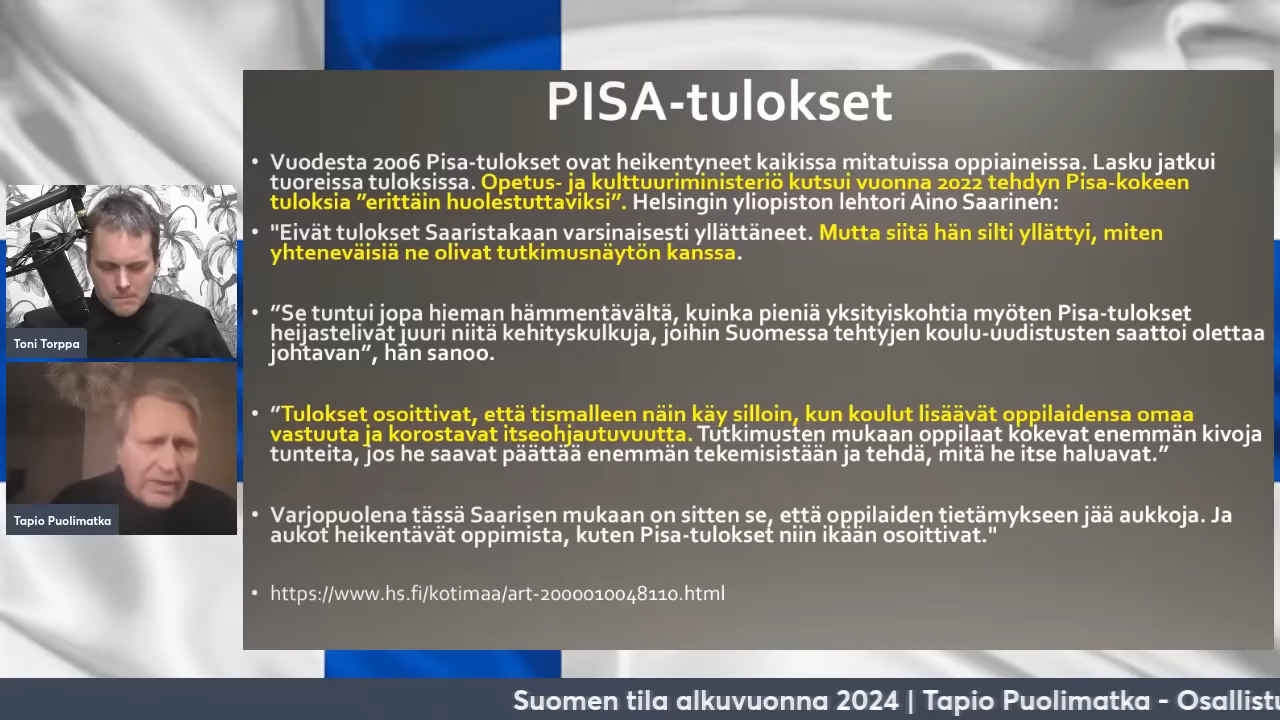 PISA-tulokset
• Vuodesta 2006 Pisa-tulokset ovat heikentyneet kaikissa mitatuissa oppiaineissa. Lasku jatkui
tuoreissa tuloksissa. Opetus- ja kulttuuriministeriö kutsui vuonna 2022 tehdyn Pisa-kokeen
tuloksia ”erittäin huolestuttaviksi”. Helsingin yliopiston lehtori Aino Saarinen:
• "Eivät tulokset Saaristakaan varsinaisesti yllättäneet. Mutta siitä hän silti yllättyi, miten
yhteneväisiä ne olivat tutkimusnäytön kanssa.
• ”Se tuntui jopa hieman hämmentävältä, kuinka pieniä yksityiskohtia myöten Pisa-tulokset
heijastelivat juuri niitä kehityskulkuja, joihin Suomessa tehtyjen koulu-uudistusten saattoi olettaa
johtavan”, hän sanoo.
• ”Tulokset osoittivat, että tismalleen näin käy silloin, kun koulut lisäävät oppilaidensa omaa
vastuuta ja korostavat itseohjautuvuutta. Tutkimusten mukaan oppilaat kokevat enemmän kivoja
tunteita, jos he saavat päättää enemmän tekemisistään ja tehdä, mitä he itse haluavat.”
• Varjopuolena tässä Saarisen mukaan on sitten se, että oppilaiden tietämykseen jää aukkoja. Ja
aukot heikentävät oppimista, kuten Pisa-tulokset niin ikään osoittivat."
• https://www.hs.fi/kotimaa/art-2000010048110.html
Toni Torppa
Tapio Puolimatka
Suomen tila alkuvuonna 2024 | Tapio Puolimatka - Osallistu